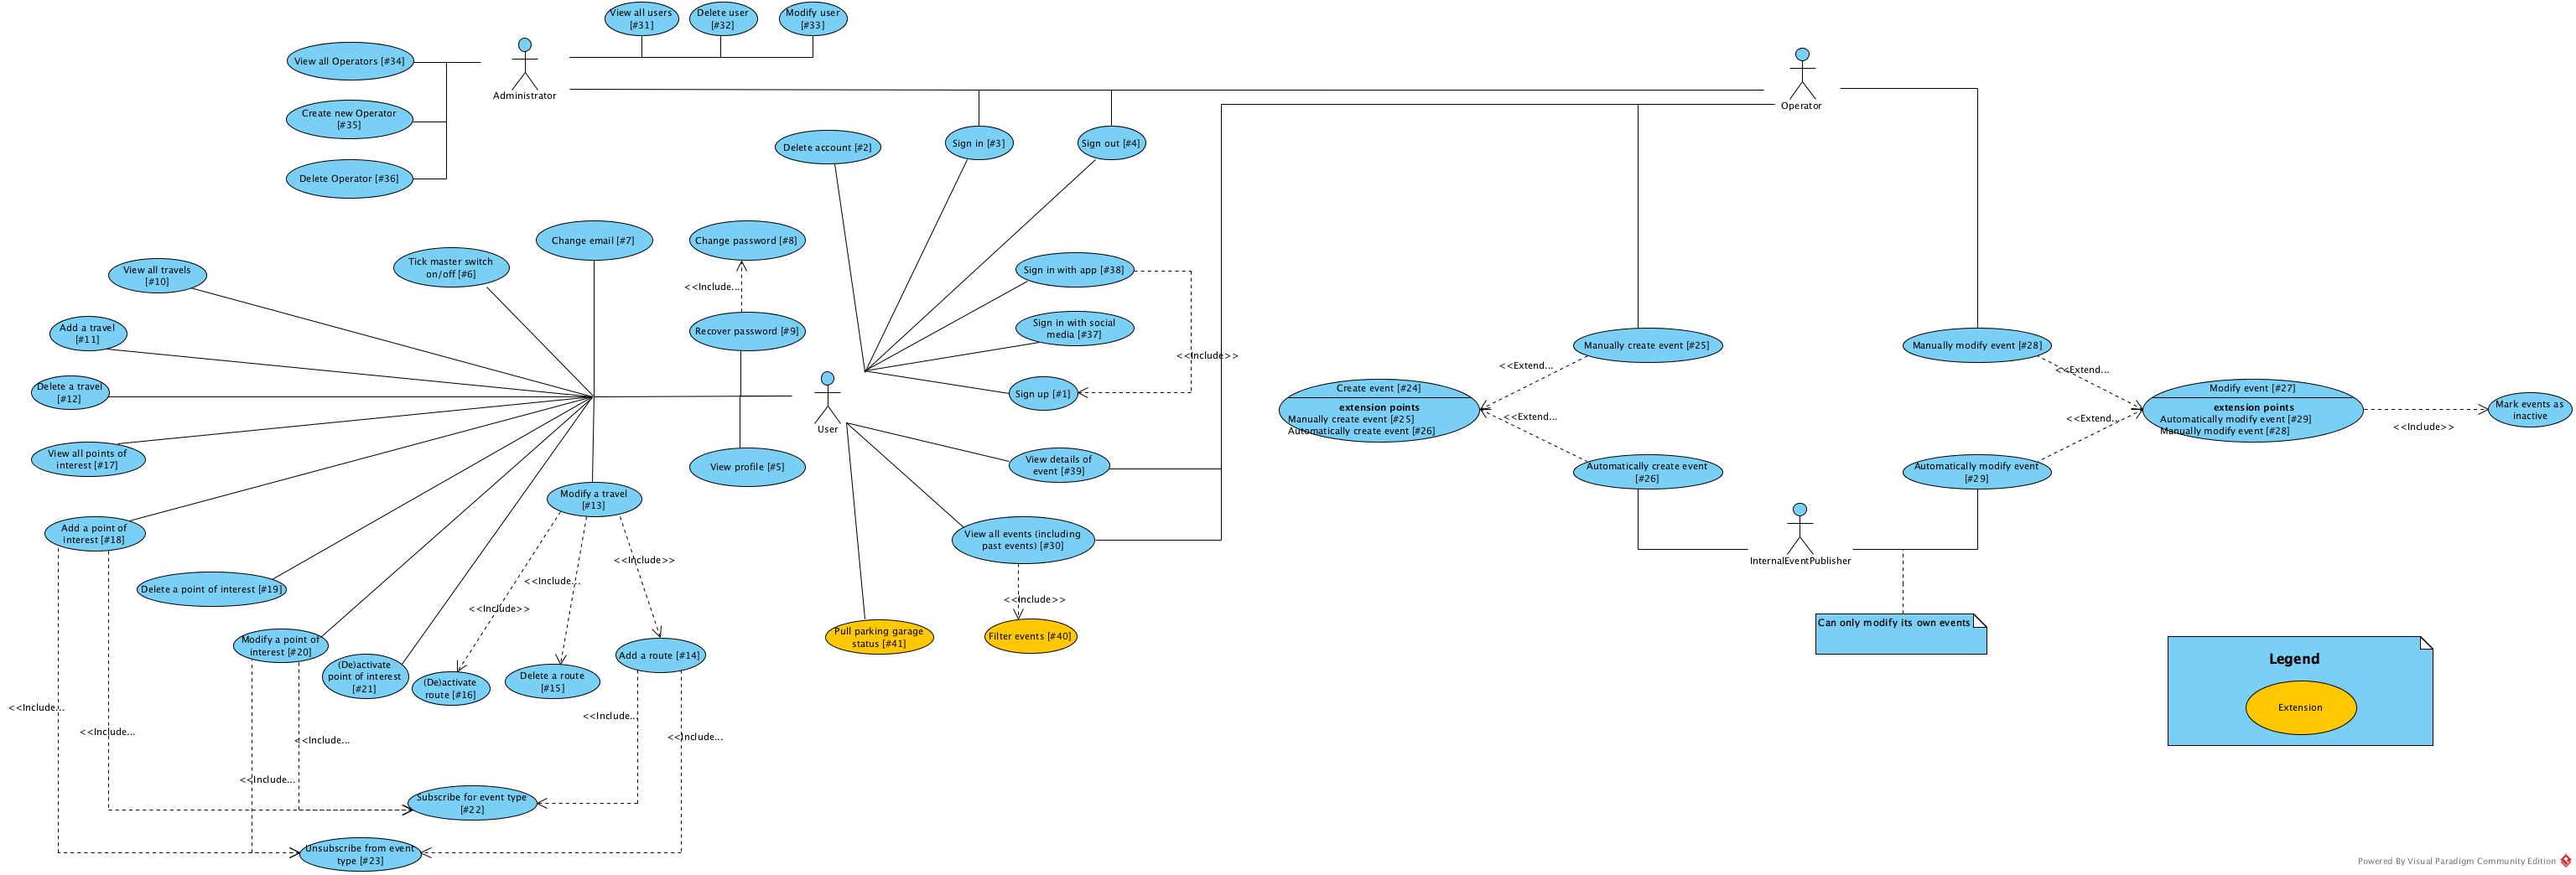 View all users
[#31]
Delete user
[#32]
Modify user
[#33]
View all Operators [#34]
Administrator
Operator
Create new Operator
[#35]
Delete Operator [#36]
Delete account [#2]
Sign in [#3]
Sign out [#4]
Change email [#7]
Change password [#8]
Tick master switch
on/off [#6]
View all travels
[#10]
Sign in with app [#38]
<<Include...
Add a travel
[#11]
Recover password [#9]
Sign in with social
media [#37]
<<Include>>
Manually create event [#25]
Manually modify event [#28]
<<Extend...
<<Extend...
Delete a travel
[#12]
Sign up [#1]
Create event [#24]
extension points
Manually create event [#25]
Automatically create event [#26]
<<Extend...
<<Extend...
Modify event [#27]
extension points
Automatically modify event [#29]
Manually modify event [#28]
<<Include>>
Mark events as
inactive
User
View all points of
interest [#17]
View profile [#5]
View details of
event [#39]
Automatically create event
[#26]
Automatically modify event
[#29]
Modify a travel
[#13]
Add a point of
interest [#18]
View all events (including
past events) [#30]
InternalEventPublisher
<<Include>>
<<Include...
<<Include>>
<<Include>>
Delete a point of interest [#19]
Can only modify its own events
Modify a point of
interest [#20]
Pull parking garage
status [#41]
Filter events [#40]
Add a route [#14]
(De)activate
point of interest
[#21]
(De)activate
route [#16]
Delete a route
[#15]
Legend
Extension
<<Include...
<<Include...
<<Include...
<<Include...
<<Include...
<<Include...
Subscribe for event type
[#22]
Unsubscribe from event
type [#23]
Powered By Visual Paradigm Community Edition